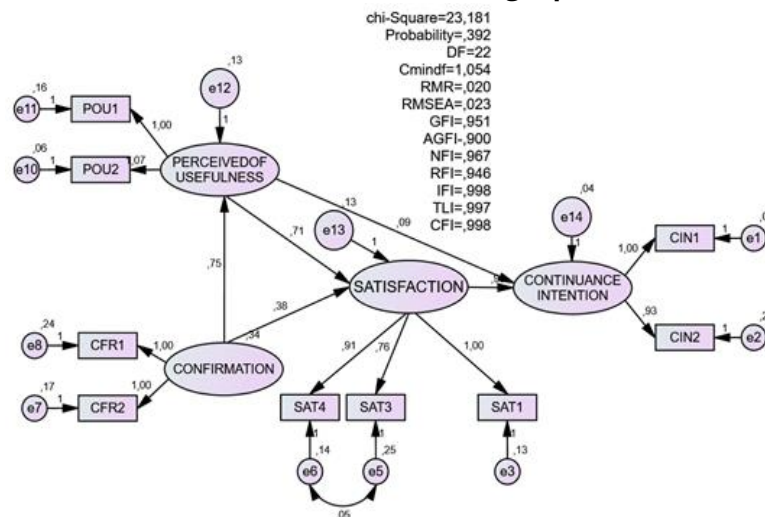 chi-Square=23,181
Probability=,392
DF=22
Cmindf=1,054
RMR=,020
RMSEA=,023
GFI=,951
AGFI-,900
NFI=,967
RFI=,946
IFI=,998
TLI=,997
CFI=,998
,13
e12
1
,16
e11
1
POU1
1,00
,06
e10
1
POU2
1,07
PERCEIVEDOF
USEFULNESS
,13
e13
1
,09
,04
e14
1
,71
,75
,38
,34
SATISFACTION
CONTINUANCE
INTENTION
1,00
CIN1
1
e1
,93
CIN2
1
e2
,24
e8
1
CFR1
1,00
,17
e7
1
CFR2
1,00
CONFIRMATION
,91
,76
1,00
SAT4
SAT3
SAT1
1
1
1
,14
,25
,13
e6
e5
e3
,05